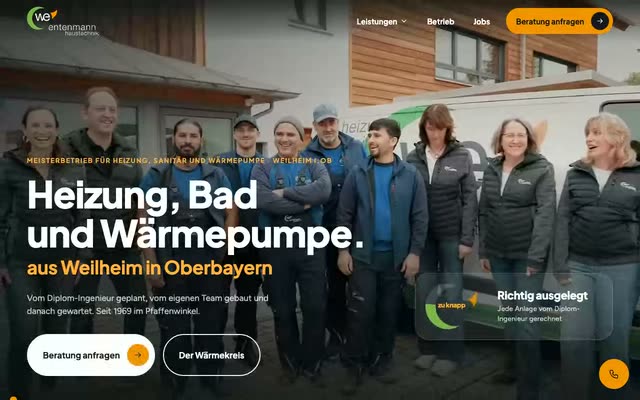 we
entenmann
haustechnik
Leistungen
Betrieb
Jobs
Beratung anfragen
heizu
MEISTERBETRIEB FÜR HEIZUNG, SANITÄR UND WÄRMEPUMPE · WEILHEIM I. OB
Heizung, Bad
und Wärmepumpe.
aus Weilheim in Oberbayern
Vom Diplom-Ingenieur geplant, vom eigenen Team gebaut und
danach gewartet. Seit 1969 im Pfaffenwinkel.
Beratung anfragen
Der Wärmekreis
zu knapp
Richtig ausgelegt
Jede Anlage vom Diplom-
Ingenieur gerechnet